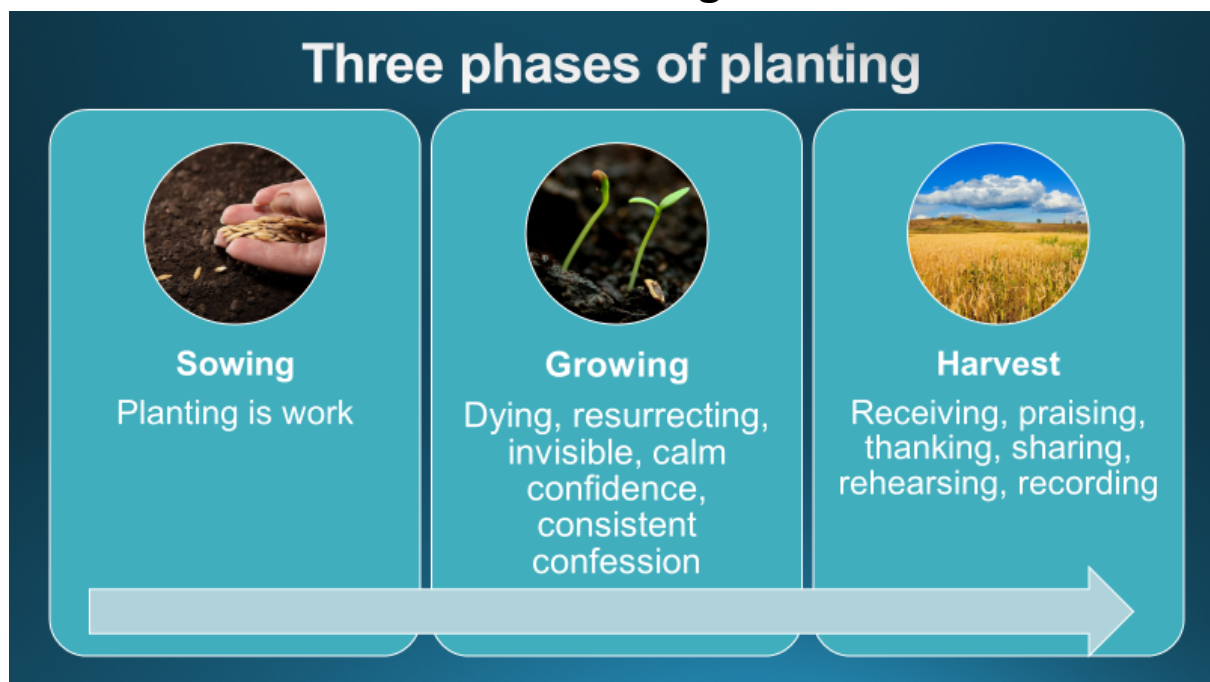 Three phases of planting
Sowing
Planting is work
Growing
Dying, resurrecting,
invisible, calm
confidence,
consistent
confession
Harvest
Receiving, praising,
thanking, sharing,
rehearsing, recording